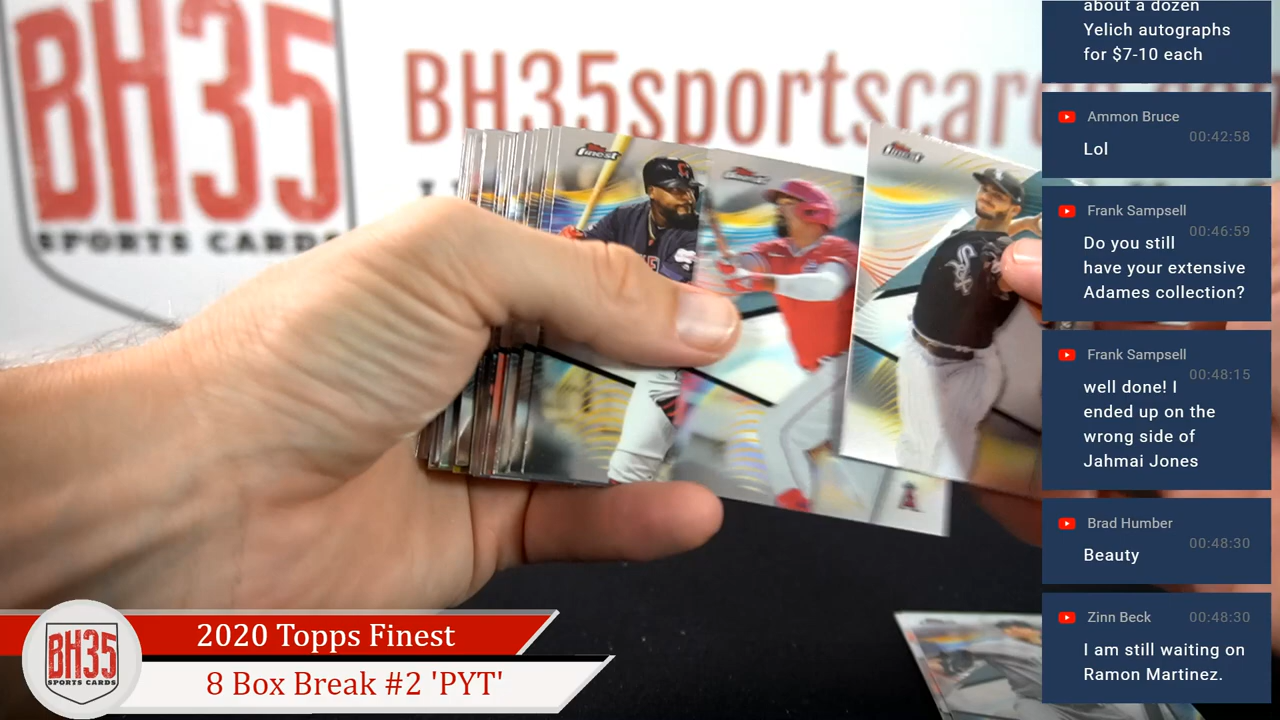 BH35
SPORTS CARDS
BH35sportscar
Finest
Finest
Finest
Sox
about a dozen
Yelich autographs
for $7-10 each
Ammon Bruce
00:42:58
Lol
Frank Sampsell
00:46:59
Do you still
have your extensive
Adames collection?
Frank Sampsell
00:48:15
well done! I
ended up on the
wrong side of
Jahmai Jones
Brad Humber
00:48:30
Beauty
Zinn Beck
00:48:30
I am still waiting on
Ramon Martinez.
2020 Topps Finest
8 Box Break #2 'PYT'
BH35
SPORTS CARDS